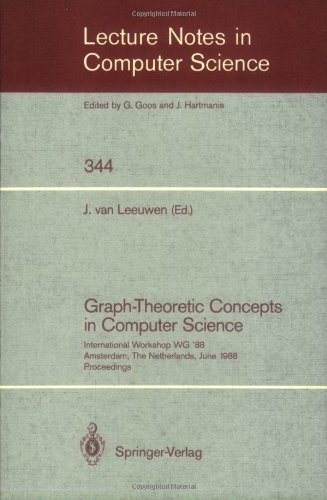 Lecture Notes in
Computer Science
Edited by G. Goos and J. Hartmanis
344
J. van Leeuwen (Ed.)
Graph-Theoretic Concepts
in Computer Science
International Workshop WG '88
Amsterdam, The Netherlands, June 1988
Proceedings
Springer-Verlag